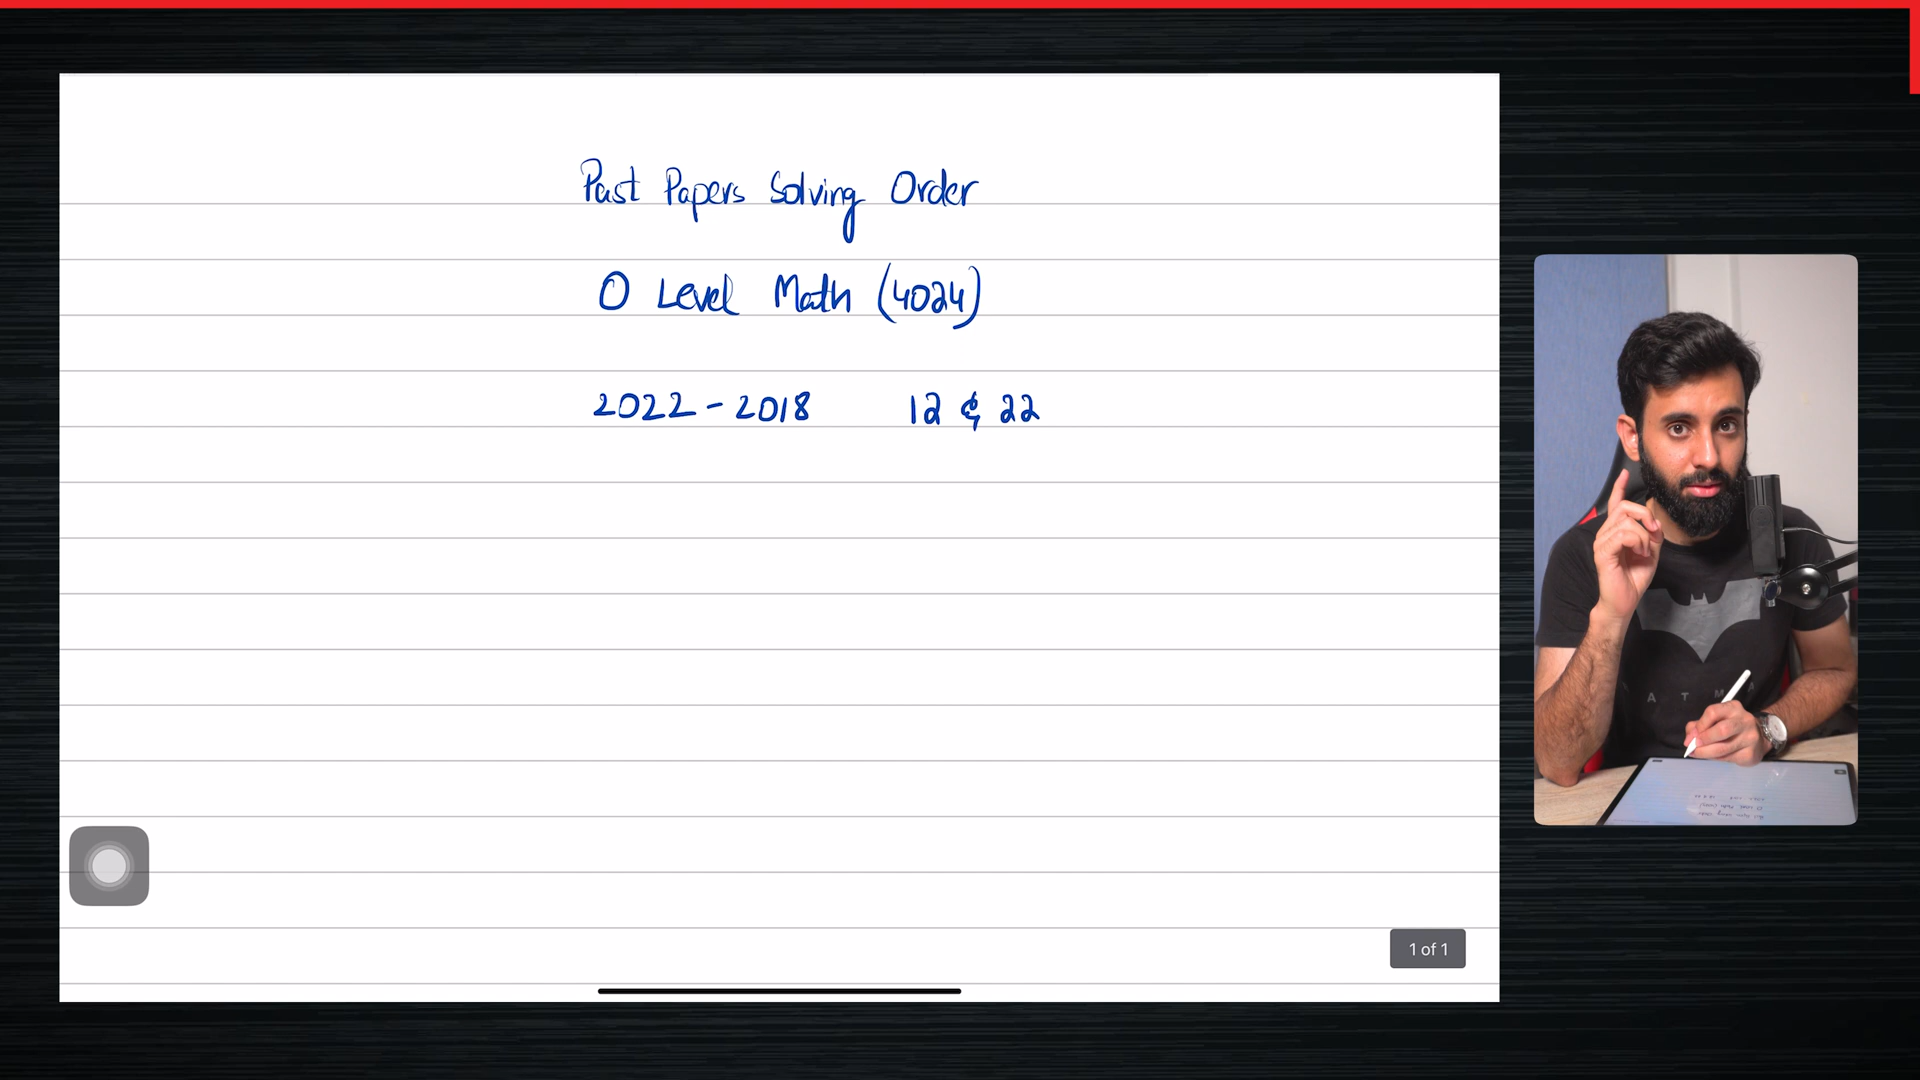 Past Papers Solving Order
O Level Math (4024)
2022 - 2018 12 & 22
1 of 1